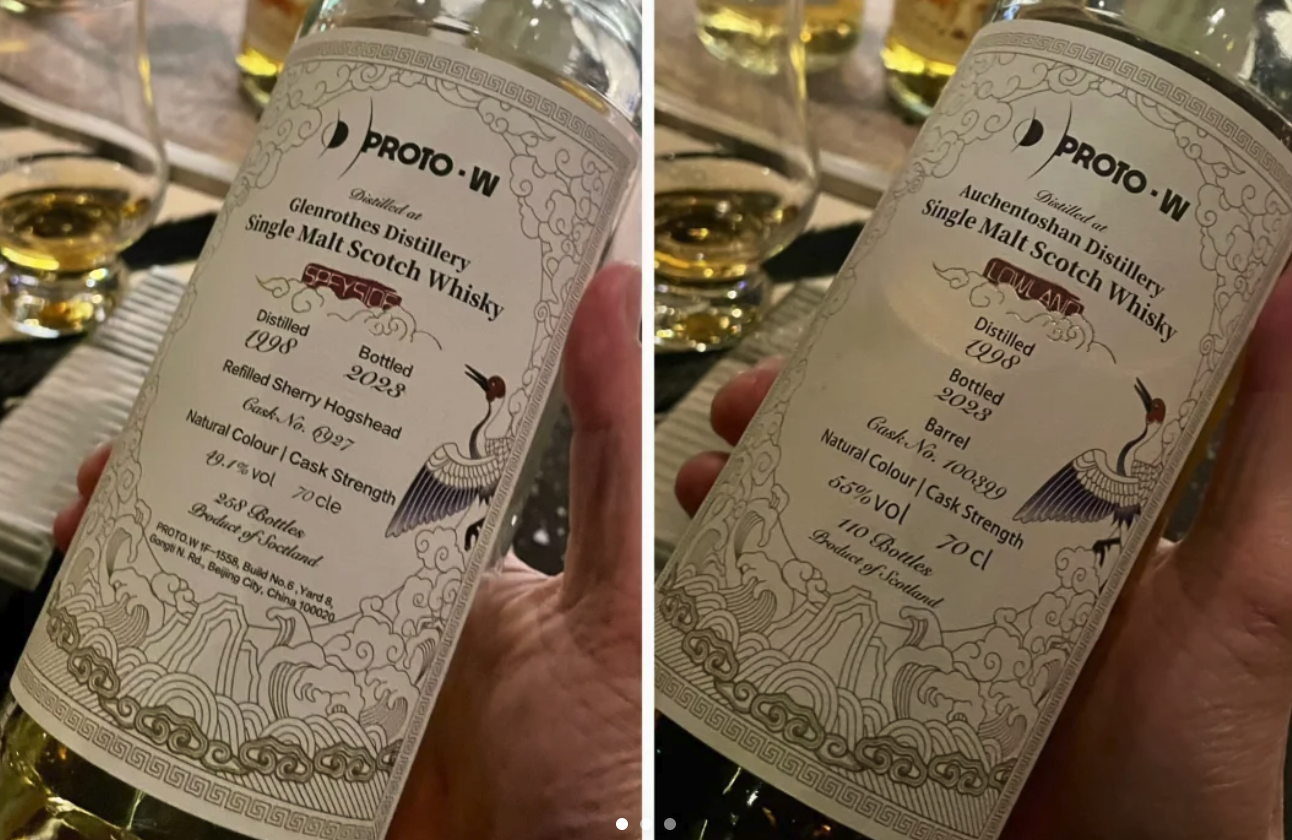 PROTO·W
Distilled at
Glenrothes Distillery
Single Malt Scotch Whisky
SPEYSIDE
Distilled
1998
Bottled
2023
Refilled Sherry Hogshead
Cask No. 6927
Natural Colour | Cask Strength
49.1% vol 70 cle
258 Bottles
Product of Scotland
PROTO.W 1F-1558, Build No.6 ,Yard 8,
Gongti N. Rd., Beijing City, China 100020
PROTO·W
Distilled at
Auchentoshan Distillery
Single Malt Scotch Whisky
LOWLAND
Distilled
1998
Bottled
2023
Barrel
Cask No. 100399
Natural Colour | Cask Strength
55% vol 70 cl
110 Bottles
Product of Scotland